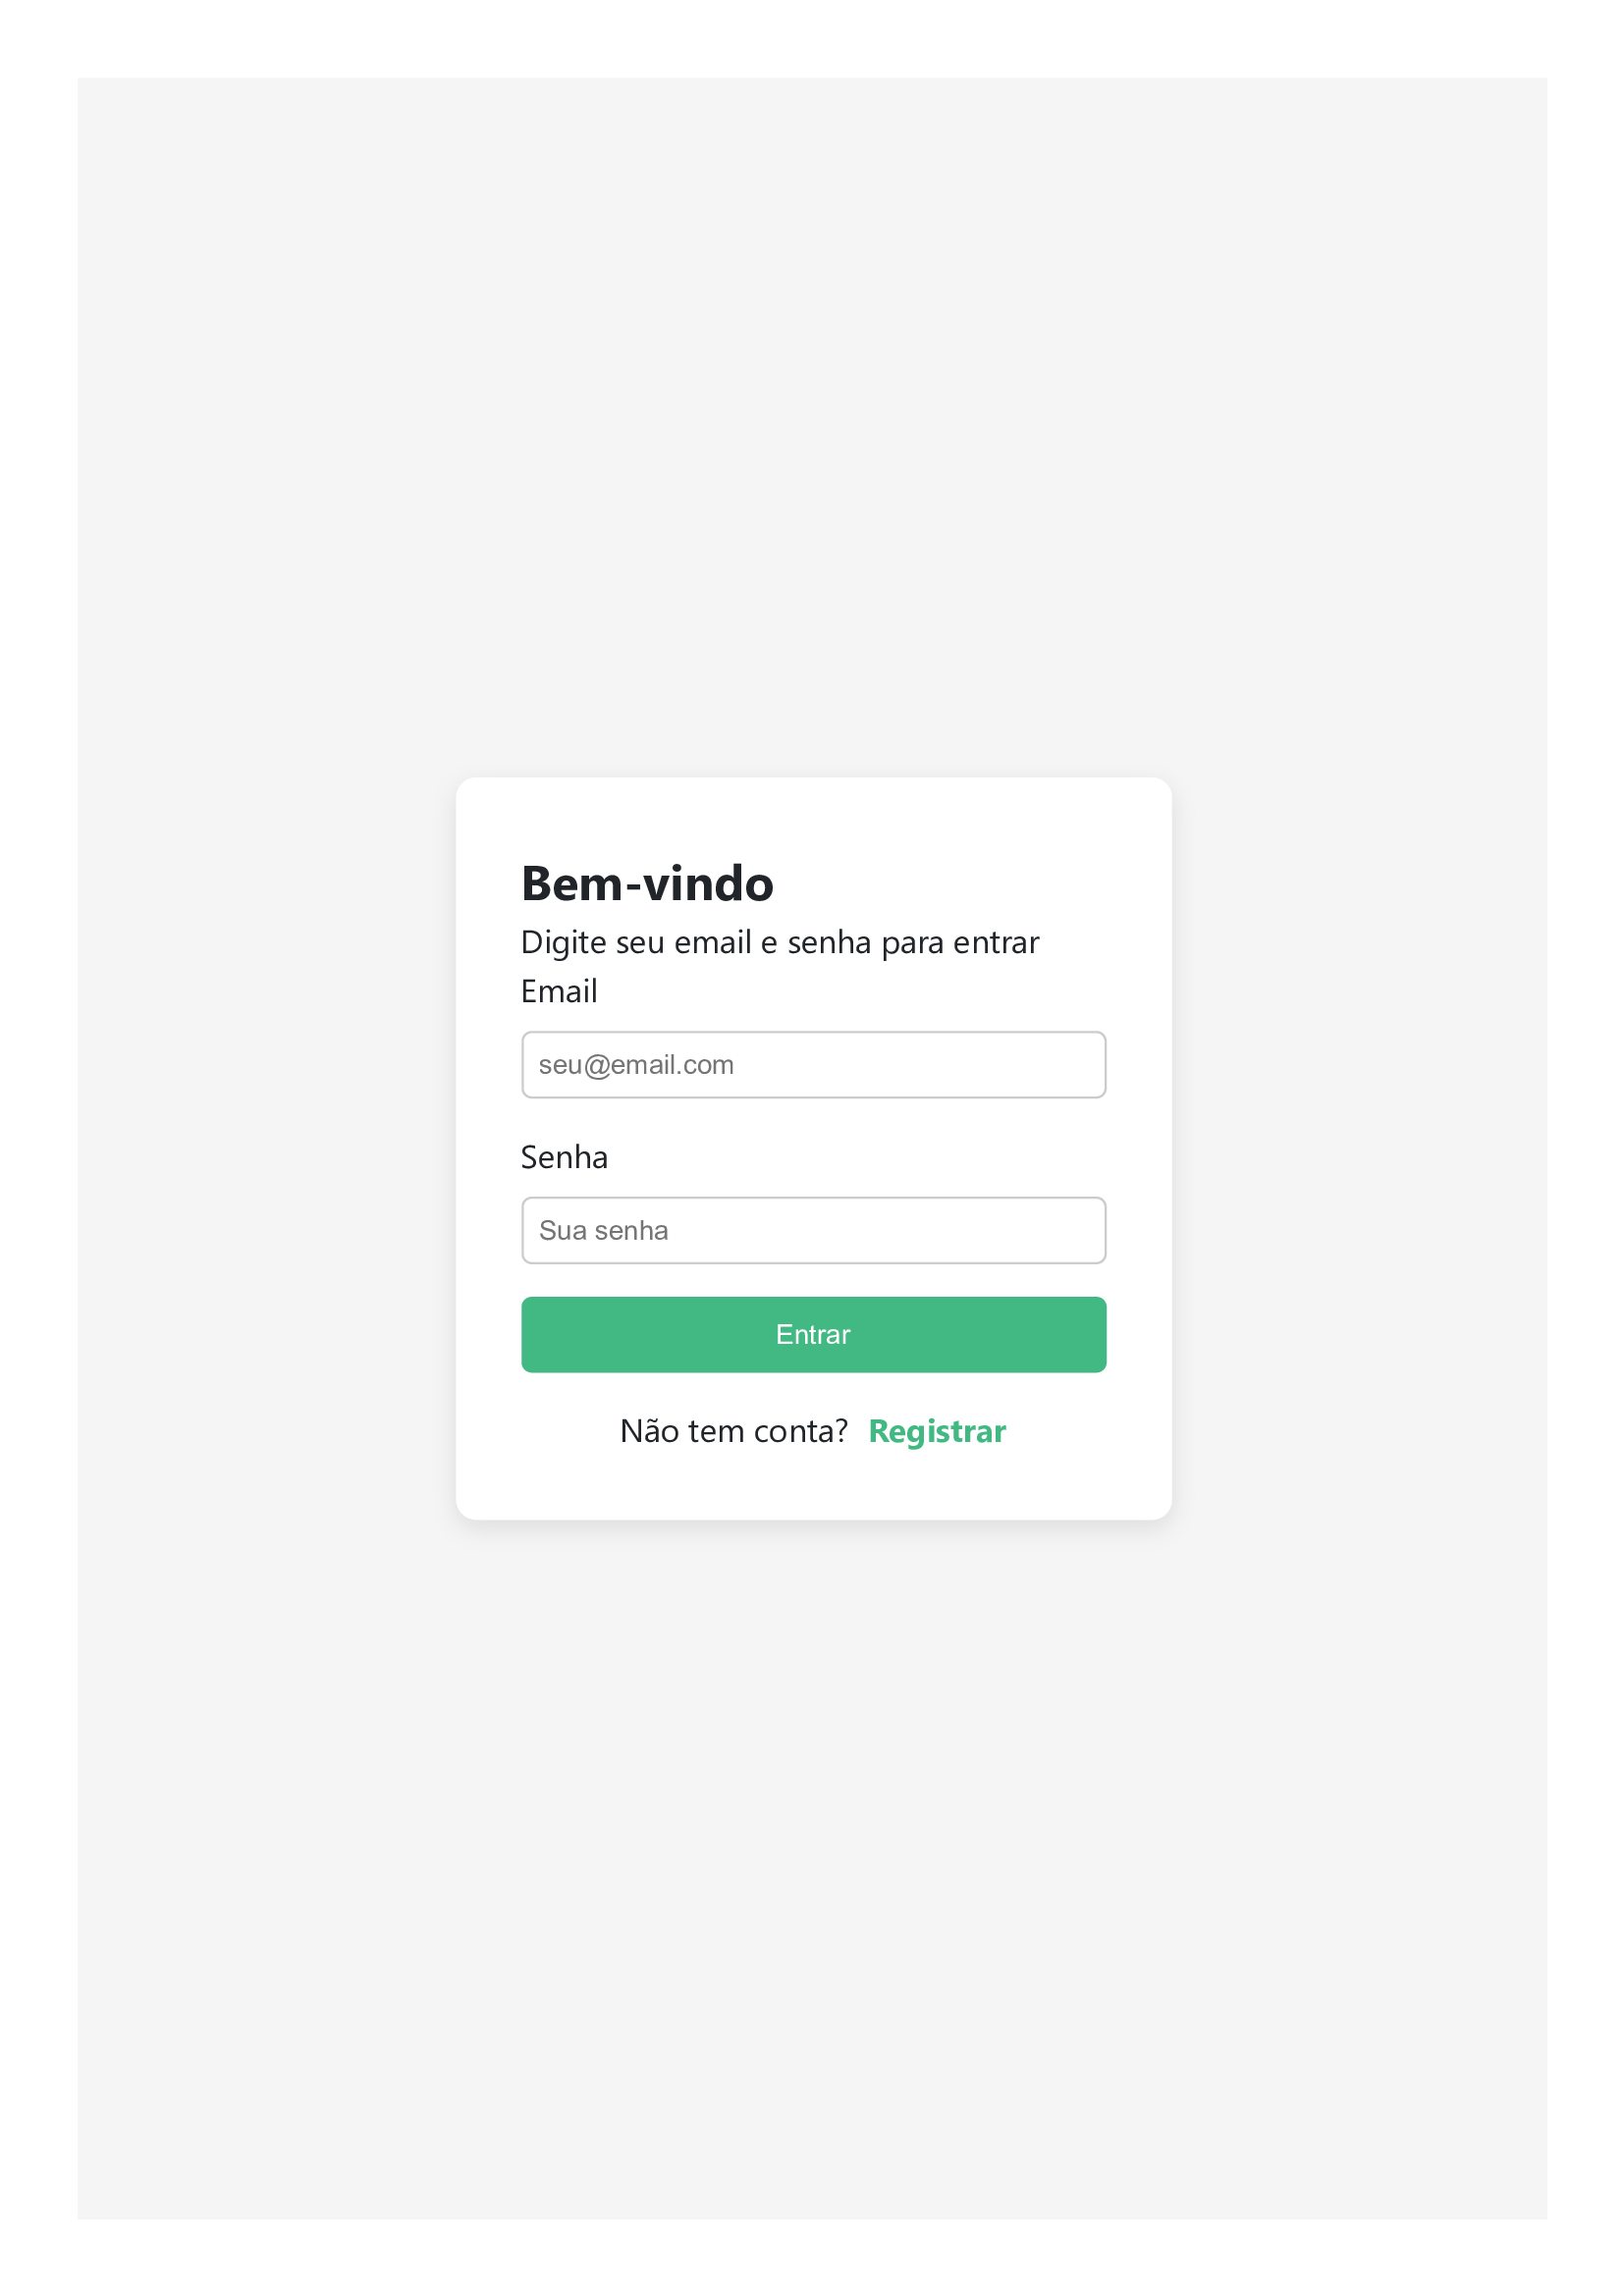 Bem-vindo
Digite seu email e senha para entrar
Email
seu@email.com
Senha
Sua senha
Entrar
Não tem conta? Registrar